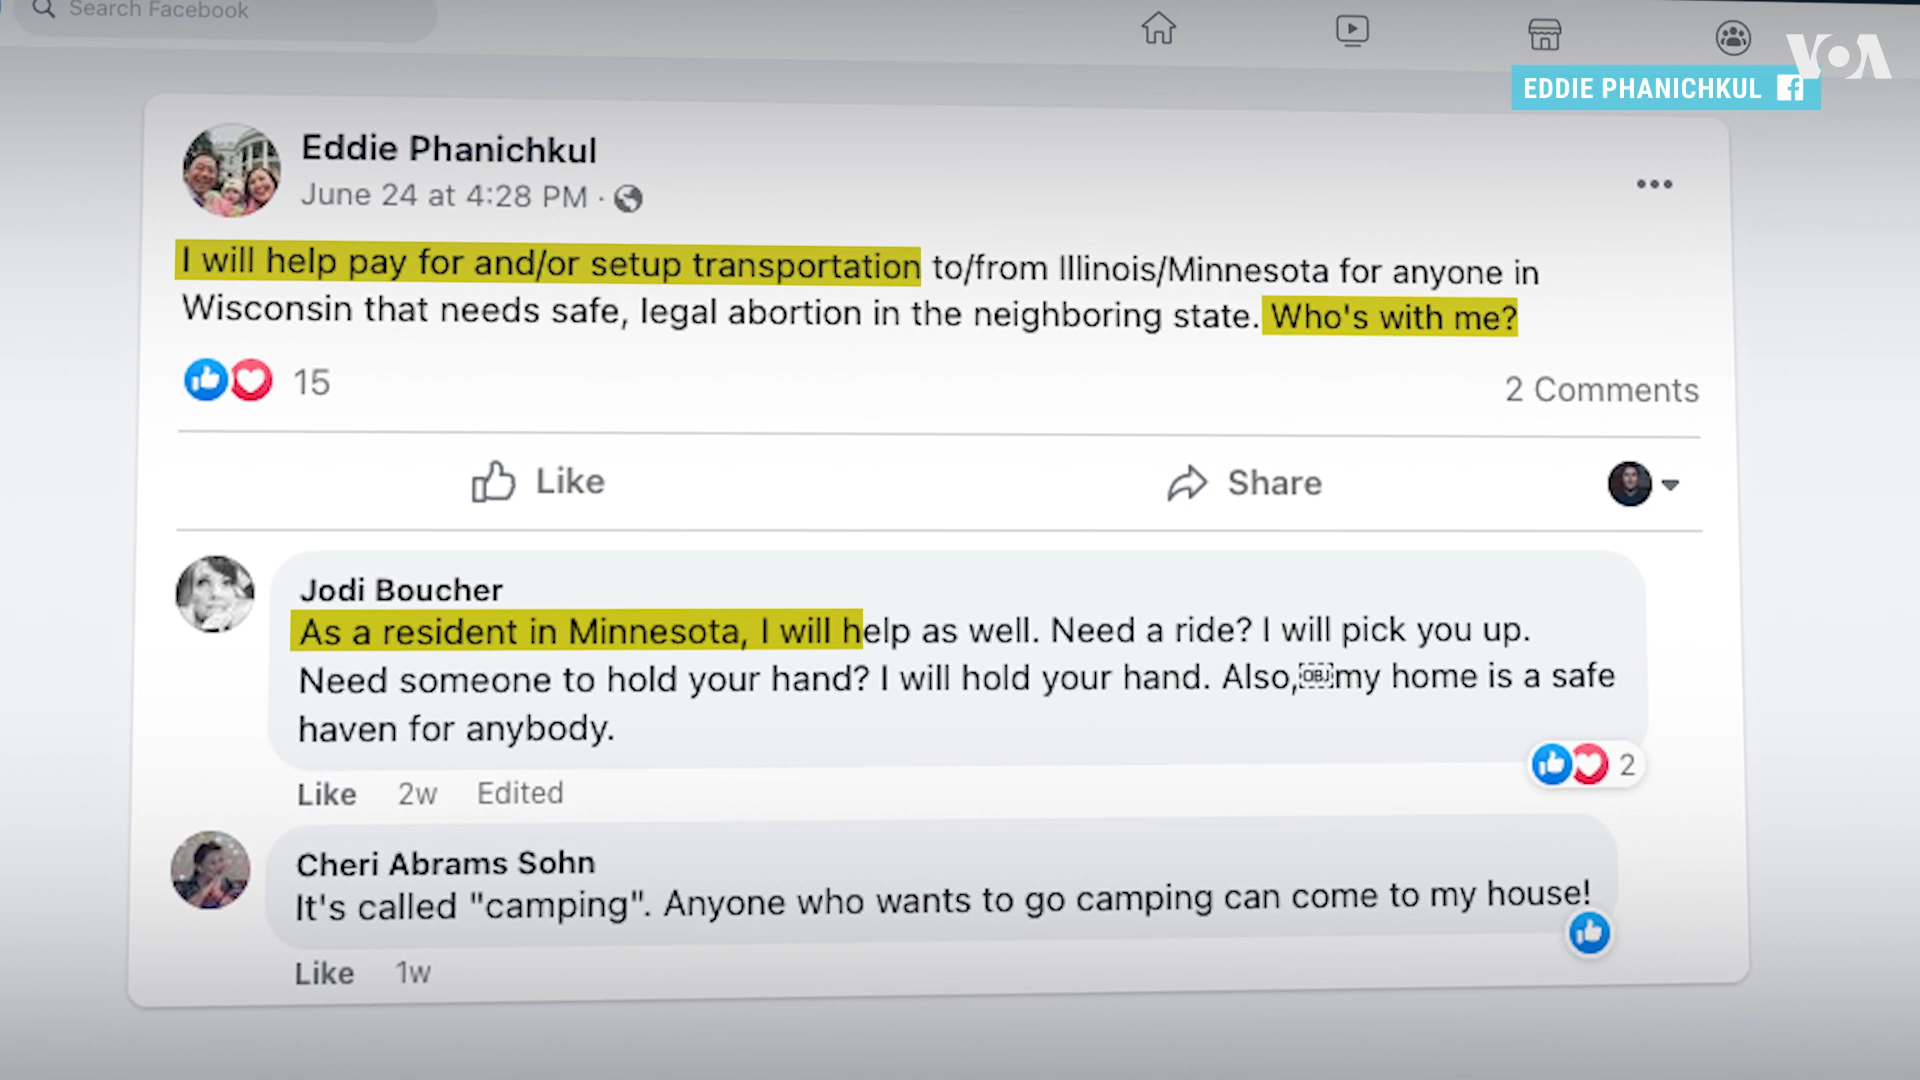 Search Facebook
VOA
EDDIE PHANICHKUL
Eddie Phanichkul
June 24 at 4:28 PM ·
I will help pay for and/or setup transportation to/from Illinois/Minnesota for anyone in
Wisconsin that needs safe, legal abortion in the neighboring state. Who's with me?
15
2 Comments
Like
Share
Jodi Boucher
As a resident in Minnesota, I will help as well. Need a ride? I will pick you up.
Need someone to hold your hand? I will hold your hand. Also,OBJmy home is a safe
haven for anybody.
2
Like 2w Edited
Cheri Abrams Sohn
It's called "camping". Anyone who wants to go camping can come to my house!
Like 1w